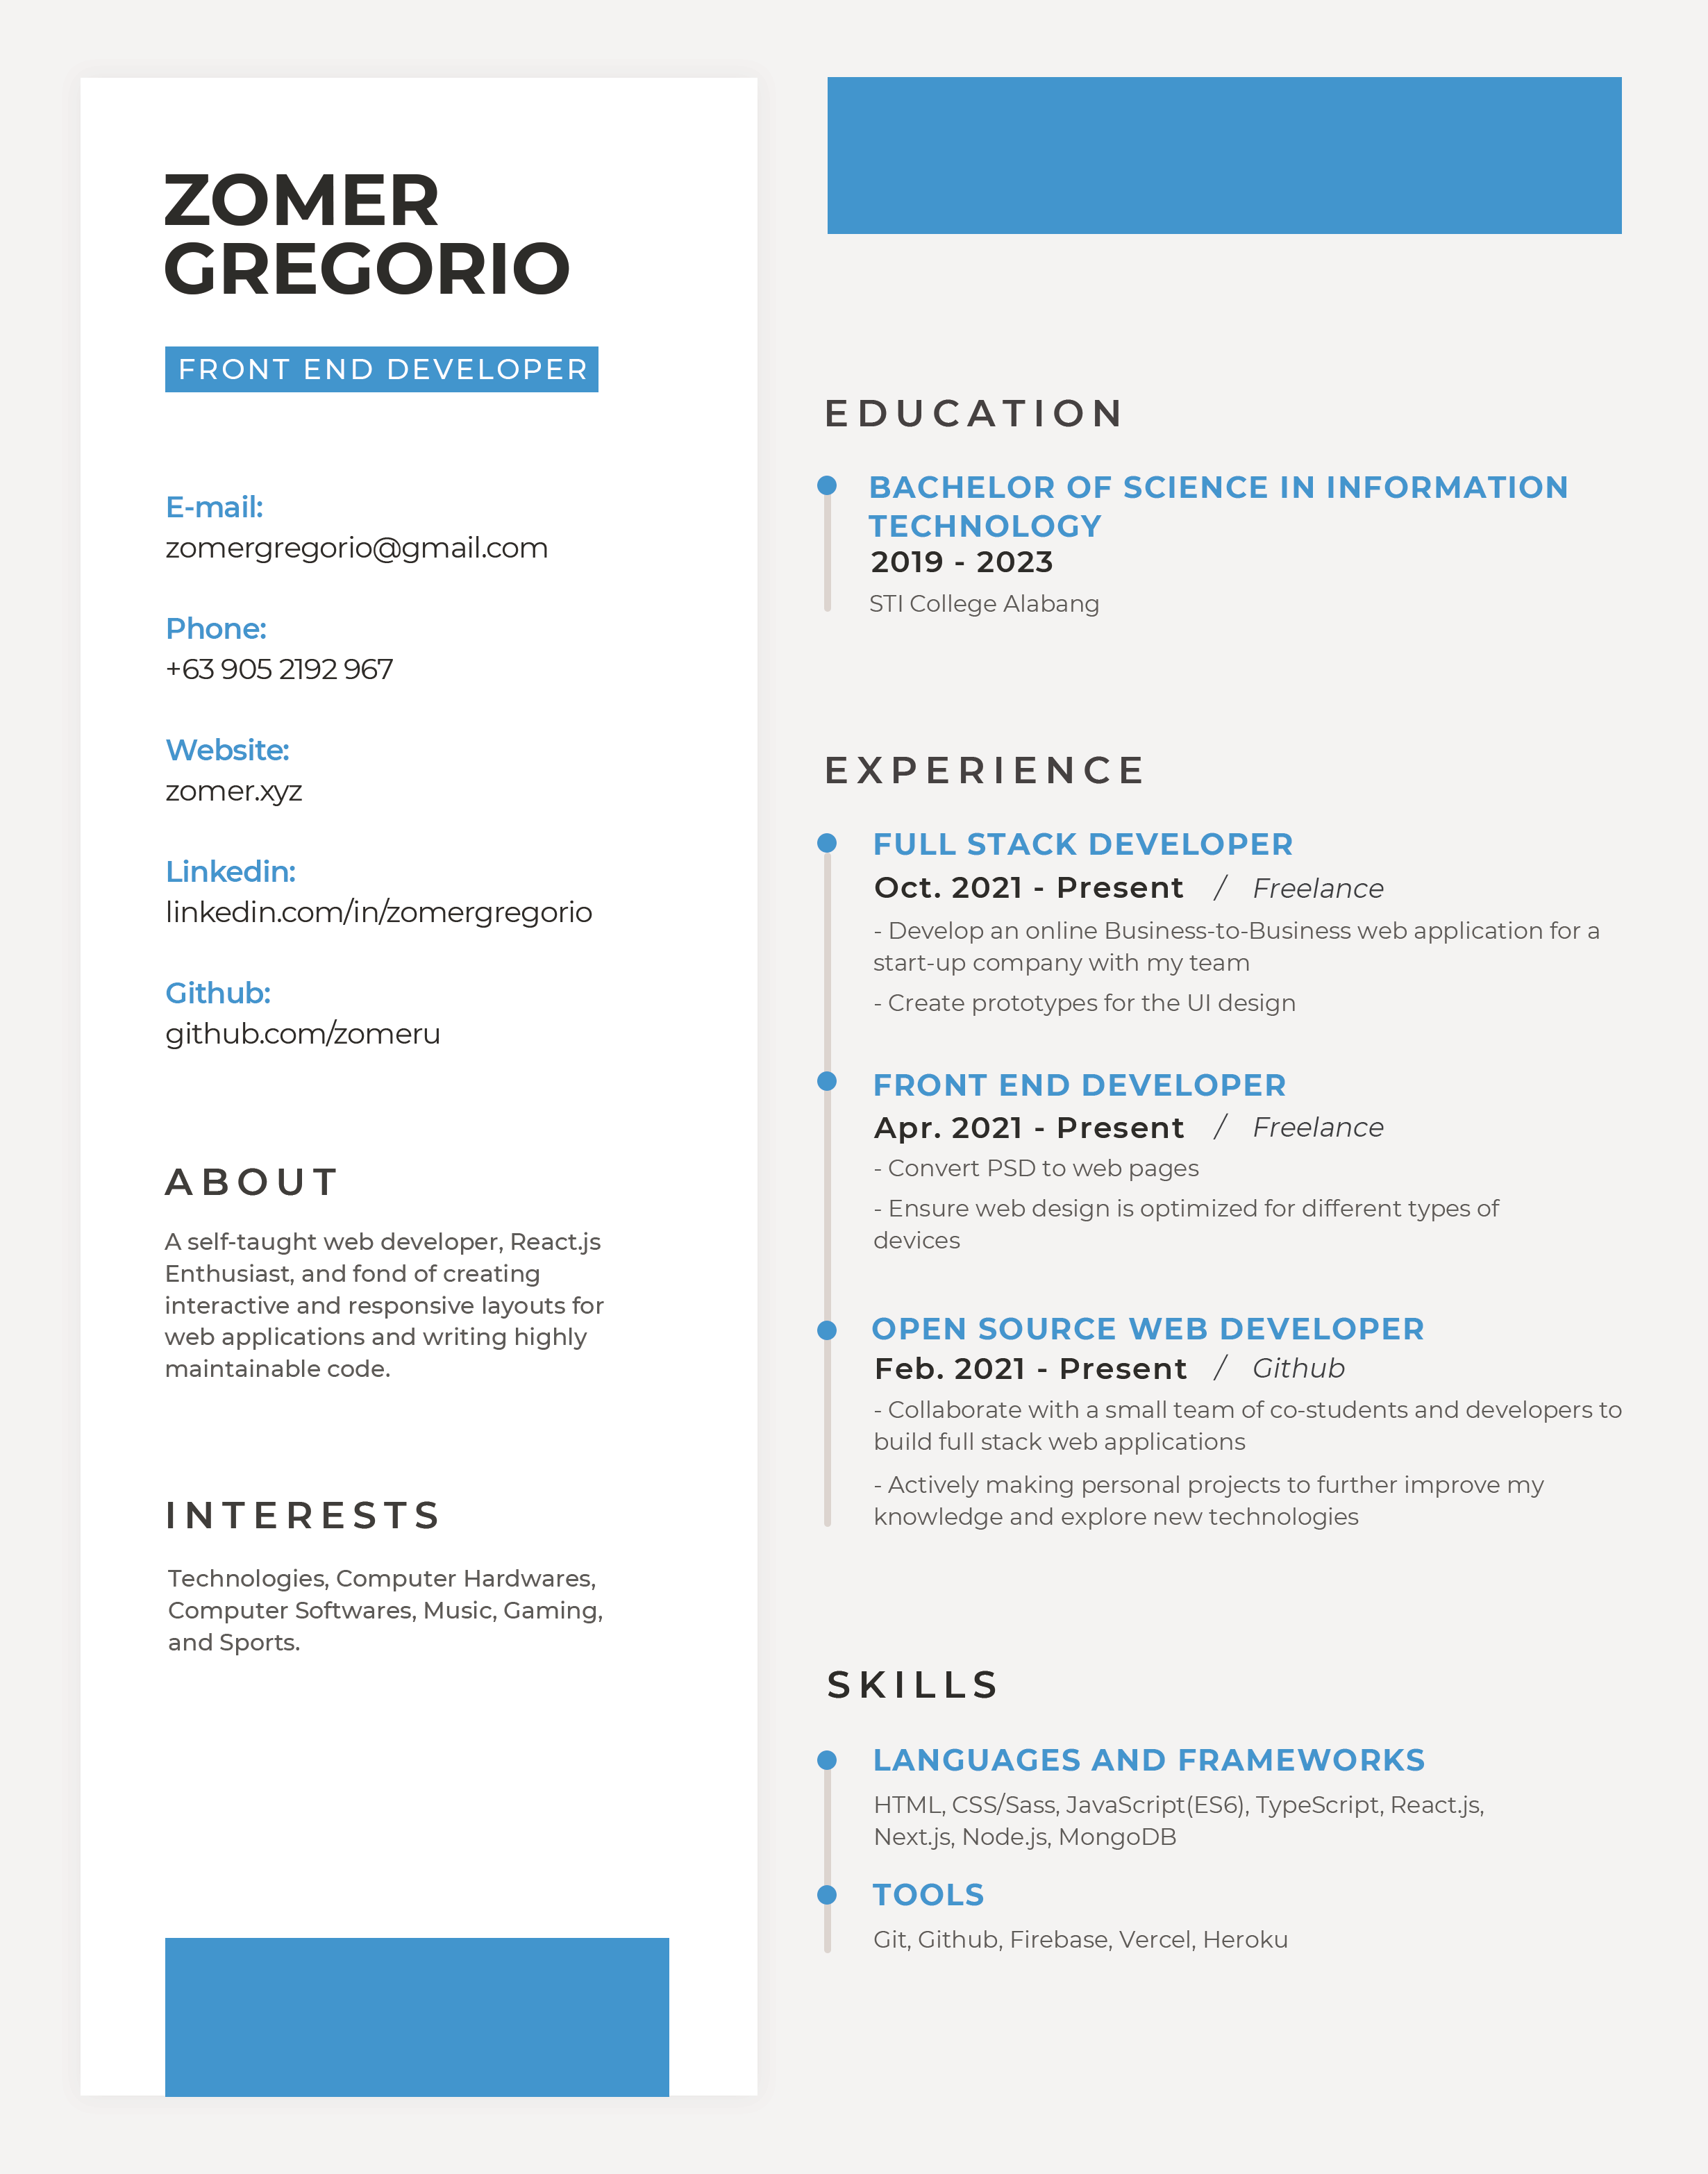 ZOMER
GREGORIO
FRONT END DEVELOPER
E-mail:
zomergregorio@gmail.com
Phone:
+63 905 2192 967
Website:
zomer.xyz
Linkedin:
linkedin.com/in/zomergregorio
Github:
github.com/zomeru
ABOUT
A self-taught web developer, React.js
Enthusiast, and fond of creating
interactive and responsive layouts for
web applications and writing highly
maintainable code.
INTERESTS
Technologies, Computer Hardwares,
Computer Softwares, Music, Gaming,
and Sports.
EDUCATION
BACHELOR OF SCIENCE IN INFORMATION
TECHNOLOGY
2019 - 2023
STI College Alabang
EXPERIENCE
FULL STACK DEVELOPER
Oct. 2021 - Present / Freelance
- Develop an online Business-to-Business web application for a
start-up company with my team
- Create prototypes for the UI design
FRONT END DEVELOPER
Apr. 2021 - Present / Freelance
- Convert PSD to web pages
- Ensure web design is optimized for different types of
devices
OPEN SOURCE WEB DEVELOPER
Feb. 2021 - Present / Github
- Collaborate with a small team of co-students and developers to
build full stack web applications
- Actively making personal projects to further improve my
knowledge and explore new technologies
SKILLS
LANGUAGES AND FRAMEWORKS
HTML, CSS/Sass, JavaScript(ES6), TypeScript, React.js,
Next.js, Node.js, MongoDB
TOOLS
Git, Github, Firebase, Vercel, Heroku